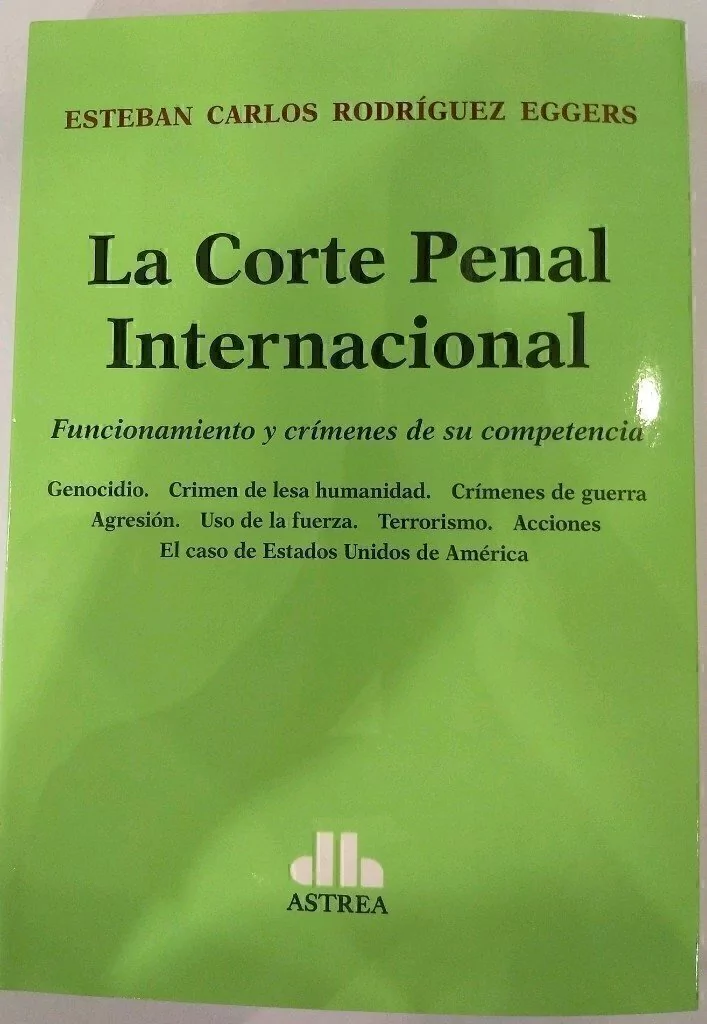 ESTEBAN CARLOS RODRÍGUEZ EGGERS
La Corte Penal
Internacional
Funcionamiento y crímenes de su competencia
Genocidio. Crimen de lesa humanidad. Crímenes de guerra
Agresión. Uso de la fuerza. Terrorismo. Acciones
El caso de Estados Unidos de América
ASTREA